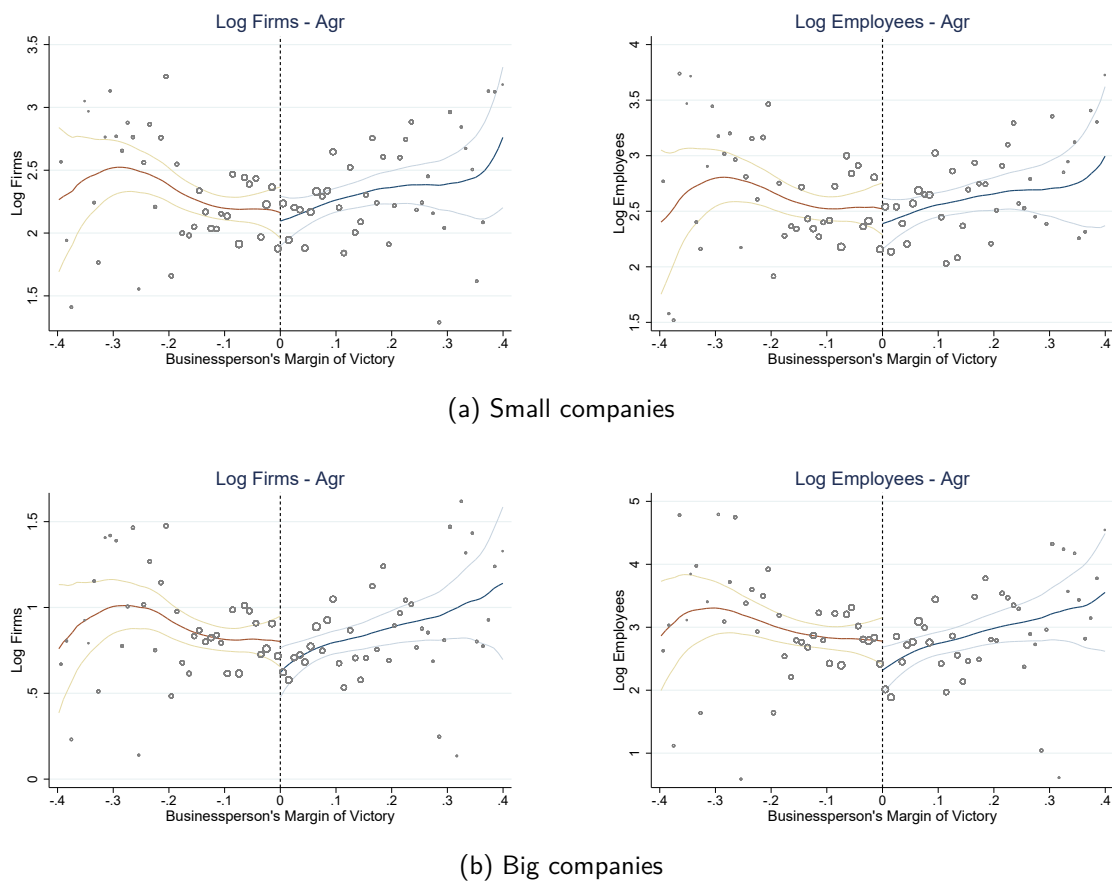 Log Firms - Agr
Log Firms
3.5
3
2.5
2
1.5
-.4 -.3 -.2 -.1 0 .1 .2 .3 .4
Businessperson's Margin of Victory
Log Employees - Agr
Log Employees
4
3.5
3
2.5
2
1.5
-.4 -.3 -.2 -.1 0 .1 .2 .3 .4
Businessperson's Margin of Victory
(a) Small companies
Log Firms - Agr
Log Firms
1.5
1
.5
0
-.4 -.3 -.2 -.1 0 .1 .2 .3 .4
Businessperson's Margin of Victory
Log Employees - Agr
Log Employees
5
4
3
2
1
-.4 -.3 -.2 -.1 0 .1 .2 .3 .4
Businessperson's Margin of Victory
(b) Big companies